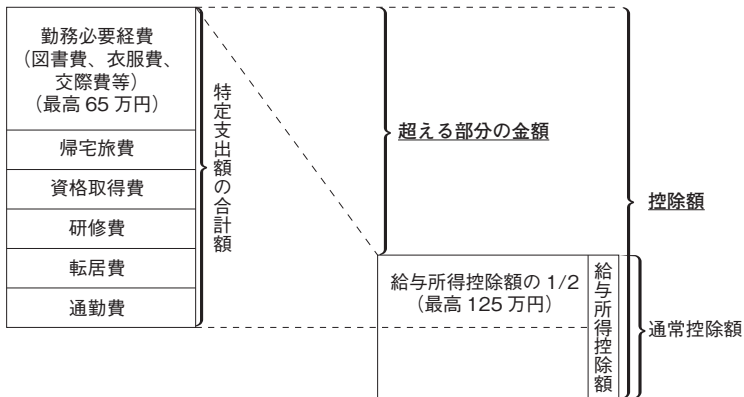 勤務必要経費
（図書費、衣服費、
交際費等）
（最高 65 万円）
帰宅旅費
資格取得費
研修費
転居費
通勤費
特定支出額の合計額
超える部分の金額
控除額
給与所得控除額の 1/2
（最高 125 万円）
給与所得控除額
通常控除額